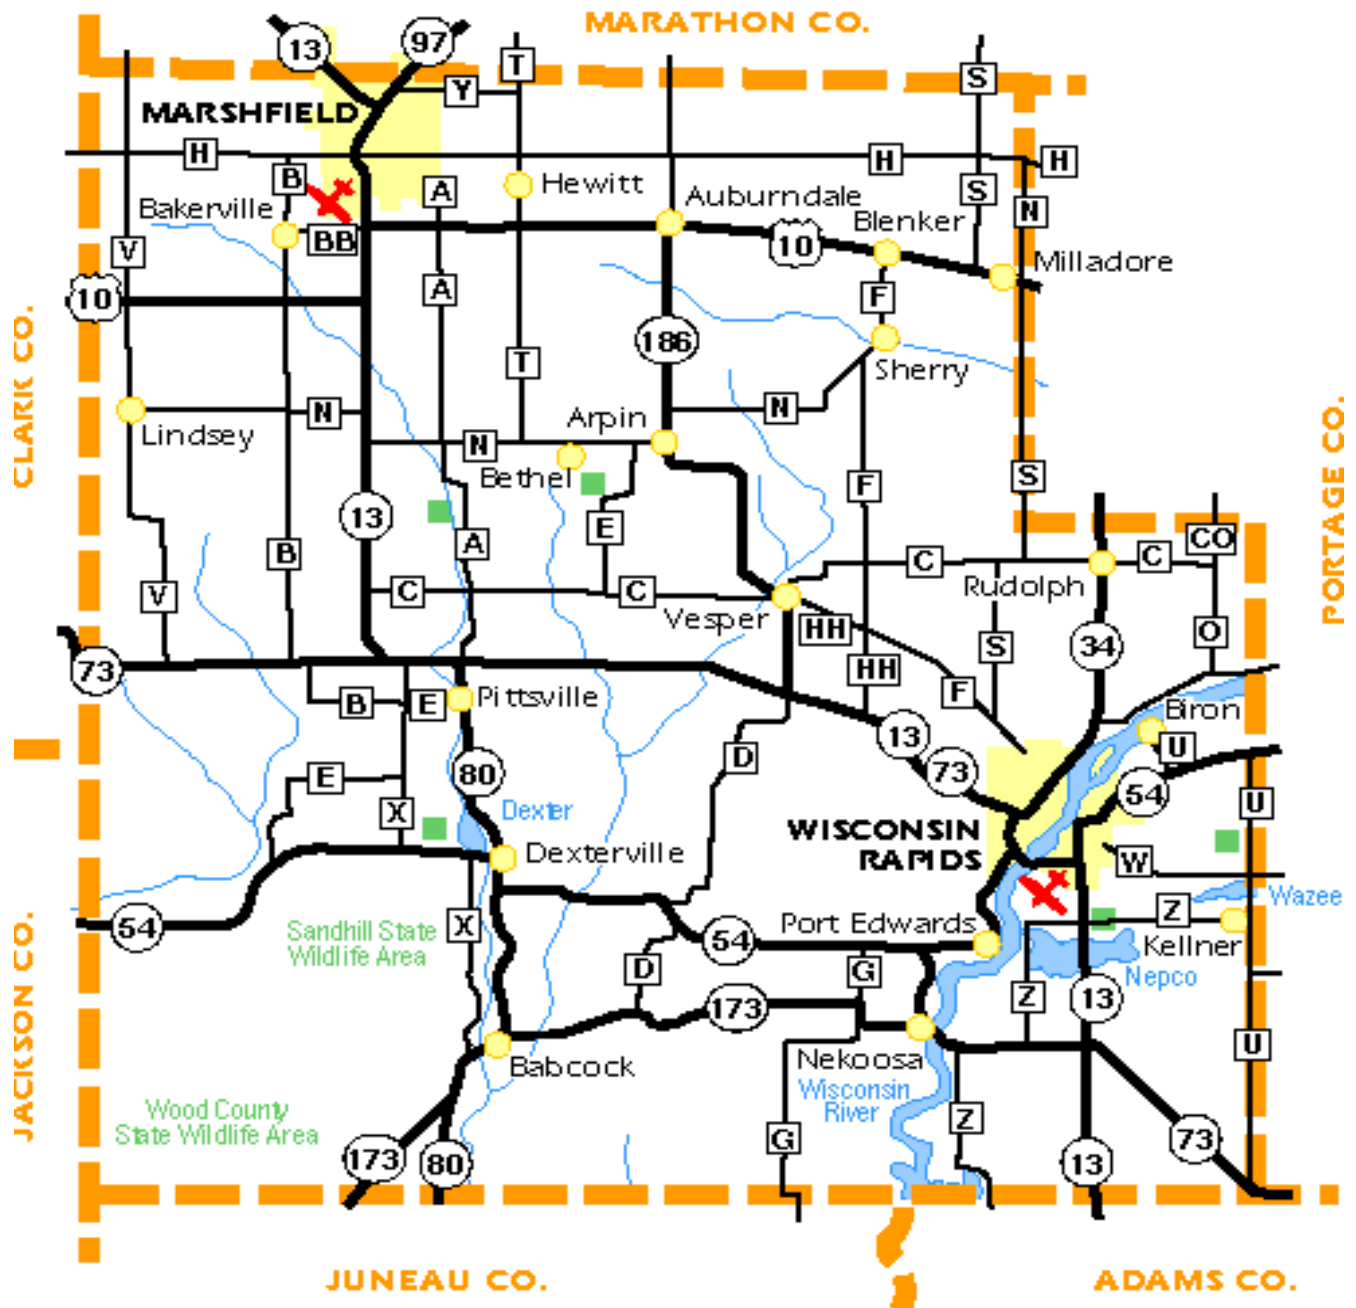 MARATHON CO.
13
97
T
S
Y
MARSHFIELD
H
H
H
B
A
Hewitt
S
Auburndale
N
Bakerville
BB
Blenker
V
10
Milladore
A
F
10
186
T
Sherry
CLARK CO.
N
Arpin
N
Lindsey
N
Bethel
S
F
PORTAGE CO.
13
E
CO
B
A
C
C
Rudolph
V
C
C
Vesper
HH
O
S
34
73
HH
Pittsville
B
E
F
Biron
13
U
D
80
73
E
54
X
Dexter
U
WISCONSIN
RAPIDS
Dexterville
W
Wazee
Z
54
X
Port Edwards
Sandhill State
Wildlife Area
54
Kellner
D
G
Nepco
JACKSON CO.
Z
13
173
U
Nekoosa
Babcock
Wisconsin
River
Wood County
State Wildlife Area
Z
G
73
173
80
13
JUNEAU CO.
ADAMS CO.